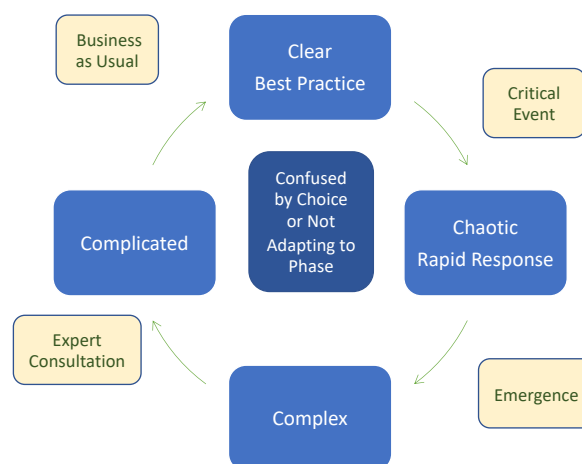 Business
as Usual
Clear
Best Practice
Critical
Event
Confused
by Choice
or Not
Adapting to
Phase
Complicated
Chaotic
Rapid Response
Expert
Consultation
Complex
Emergence